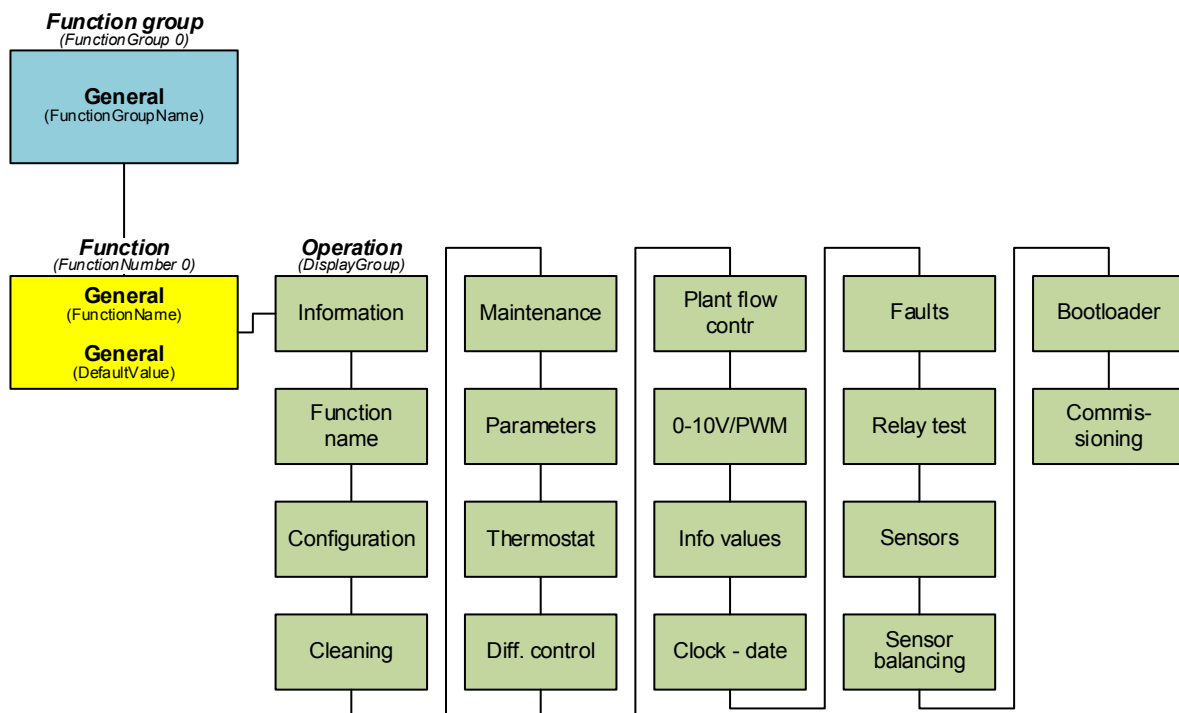 Function group
(FunctionGroup 0)
General
(FunctionGroupName)
Function
(FunctionNumber 0)
General
(FunctionName)
General
(DefaultValue)
Operation
(DisplayGroup)
Information
Function
name
Configuration
Cleaning
Maintenance
Parameters
Thermostat
Diff. control
Plant flow
contr
0-10V/PWM
Info values
Clock - date
Faults
Relay test
Sensors
Sensor
balancing
Bootloader
Commis-
sioning